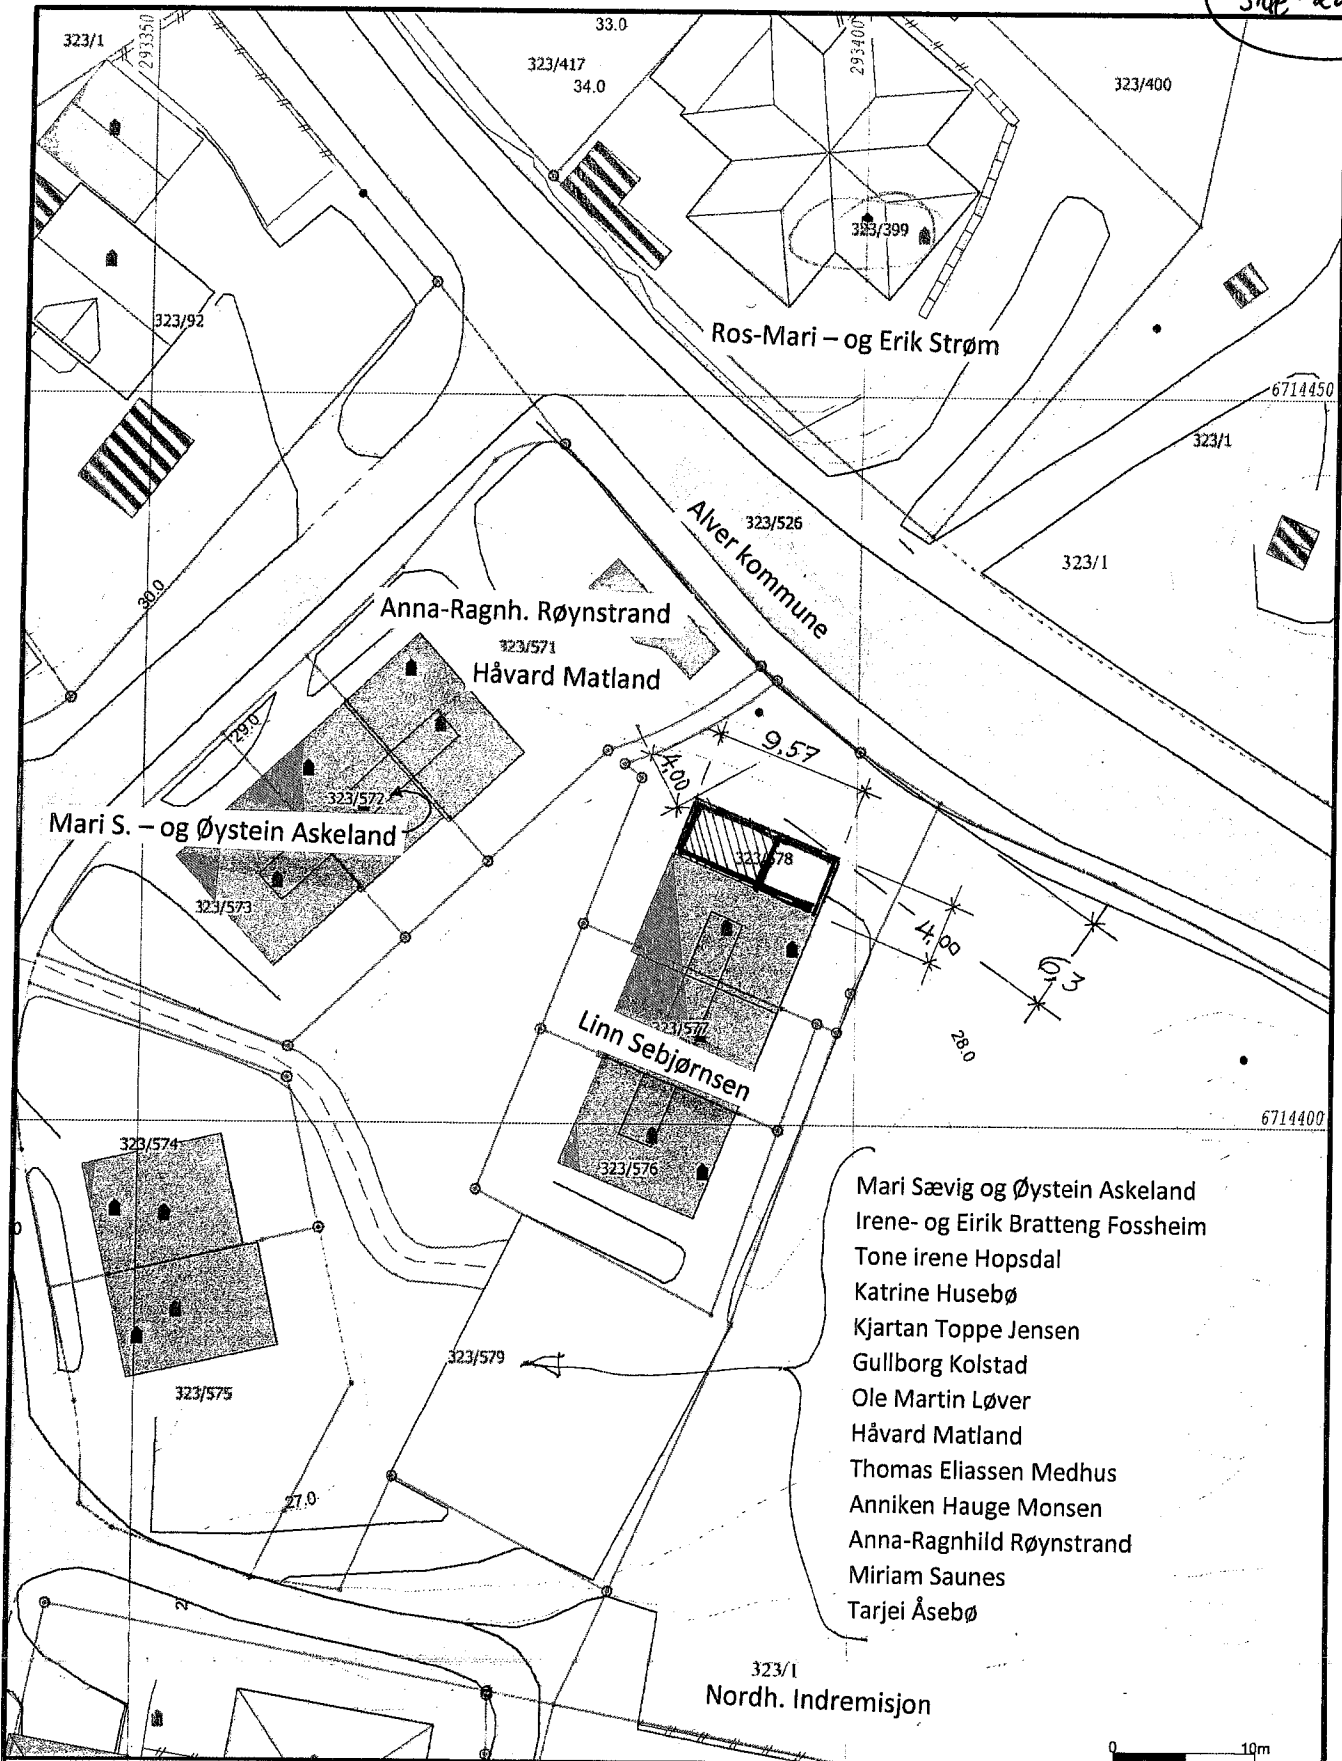 323/1
293350
33.0
323/417
34.0
293400
323/400
323/399
323/92
Ros-Mari – og Erik Strøm
6714450
323/1
Alver kommune
323/526
323/1
30.0
Anna-Ragnh. Røynstrand
323/571
Håvard Matland
29.0
9,57
4,00
323/572
Mari S. – og Øystein Askeland
323/578
323/573
4,00
6,3
28.0
323/577
Linn Sebjørnsen
6714400
323/574
323/576
Mari Sævig og Øystein Askeland
Irene- og Eirik Bratteng Fossheim
Tone irene Hopsdal
Katrine Husebø
Kjartan Toppe Jensen
323/579
Gullborg Kolstad
323/575
Ole Martin Løver
Håvard Matland
Thomas Eliassen Medhus
27.0
Anniken Hauge Monsen
Anna-Ragnhild Røynstrand
Miriam Saunes
Tarjei Åsebø
323/1
Nordh. Indremisjon
0 10m